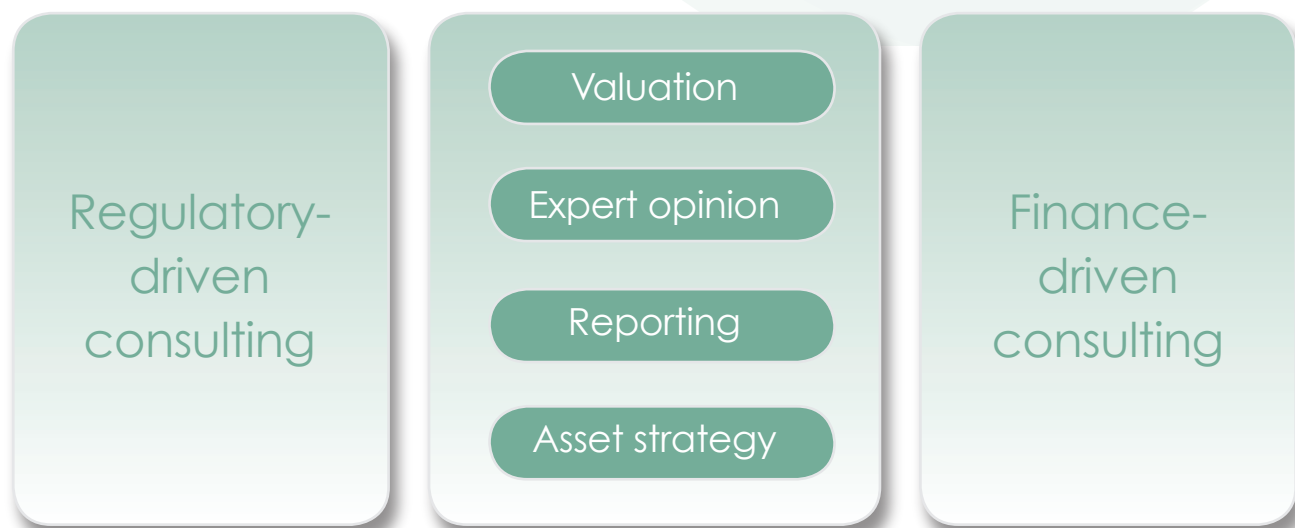 Regulatory-
driven
consulting
Valuation
Expert opinion
Reporting
Asset strategy
Finance-
driven
consulting